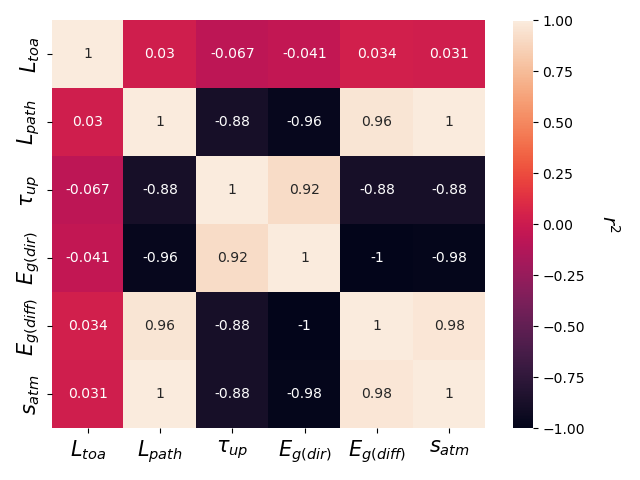 L_toa 1 0.03 -0.067 -0.041 0.034 0.031
L_path 0.03 1 -0.88 -0.96 0.96 1
τ_up -0.067 -0.88 1 0.92 -0.88 -0.88
E_g(dir) -0.041 -0.96 0.92 1 -1 -0.98
E_g(diff) 0.034 0.96 -0.88 -1 1 0.98
s_atm 0.031 1 -0.88 -0.98 0.98 1
L_toa L_path τ_up E_g(dir) E_g(diff) s_atm
1.00
0.75
0.50
0.25
0.00
−0.25
−0.50
−0.75
−1.00
r²